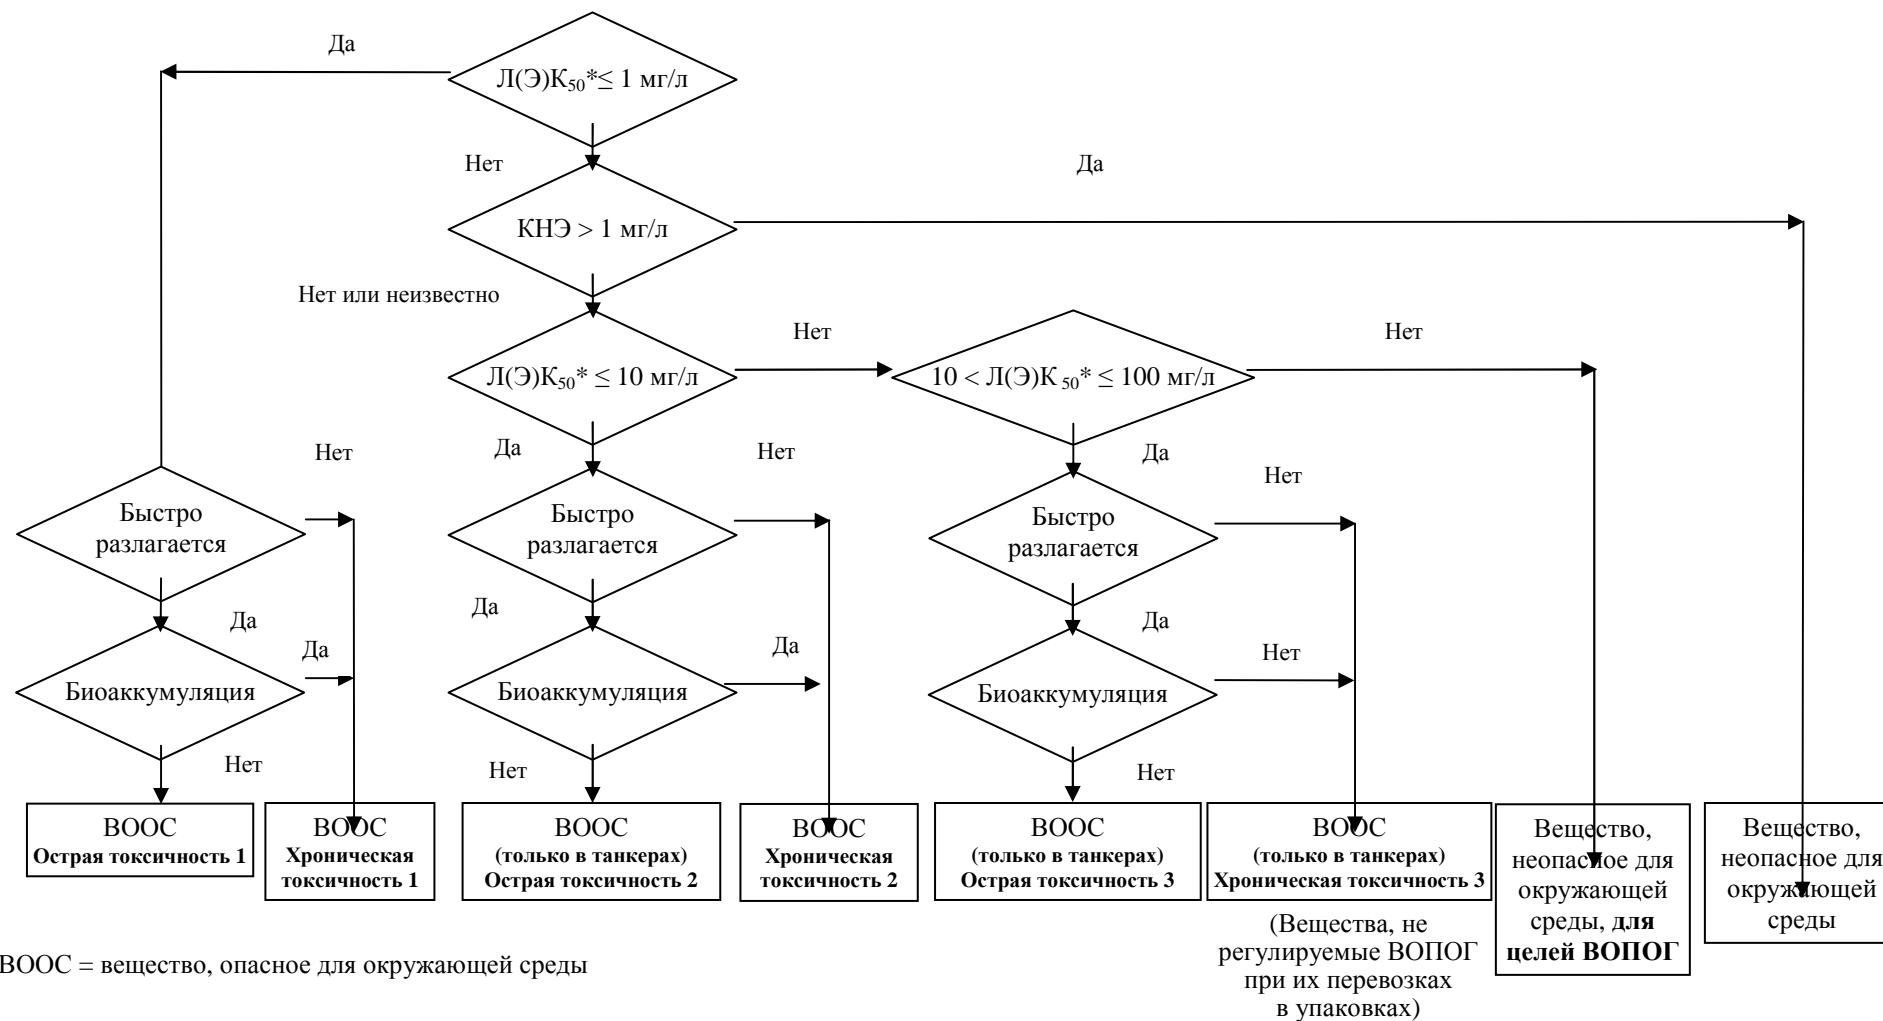 Да
Л(Э)К50*≤ 1 мг/л
Нет
Да
КНЭ > 1 мг/л
Нет или неизвестно
Нет
Нет
Л(Э)К50* ≤ 10 мг/л
10 < Л(Э)К 50* ≤ 100 мг/л
Нет
Да
Нет
Да
Нет
Быстро
разлагается
Быстро
разлагается
Быстро
разлагается
Да
Да
Да
Да
Да
Нет
Биоаккумуляция
Биоаккумуляция
Биоаккумуляция
Нет
Нет
Нет
ВООС
Острая токсичность 1
ВООС
Хроническая
токсичность 1
ВООС
(только в танкерах)
Острая токсичность 2
ВООС
Хроническая
токсичность 2
ВООС
(только в танкерах)
Острая токсичность 3
ВООС
(только в танкерах)
Хроническая токсичность 3
(Вещества, не
регулируемые ВОПОГ
при их перевозках
в упаковках)
Вещество,
неопасное для
окружающей
среды, для
целей ВОПОГ
Вещество,
неопасное для
окружающей
среды
ВООС = вещество, опасное для окружающей среды